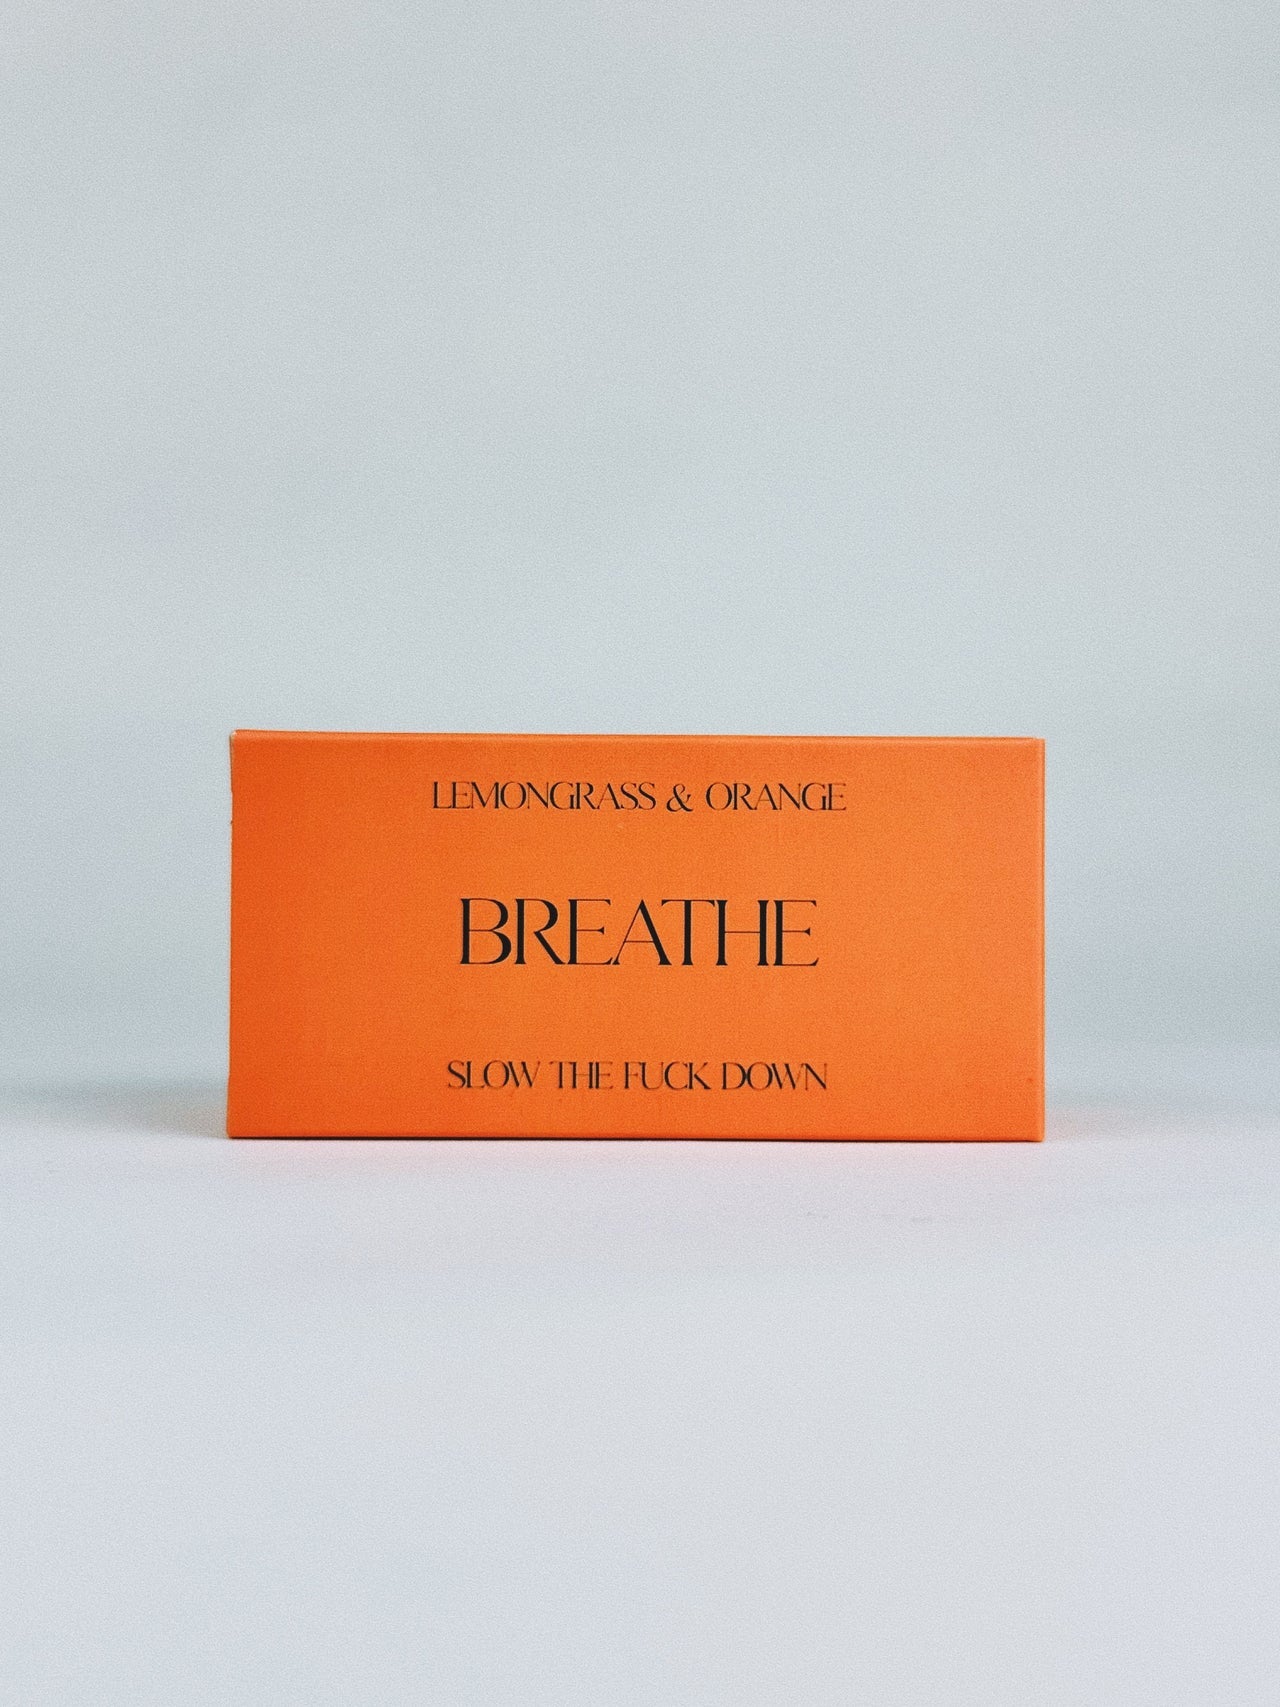 LEMONGRASS & ORANGE
BREATHE
SLOW THE FUCK DOWN